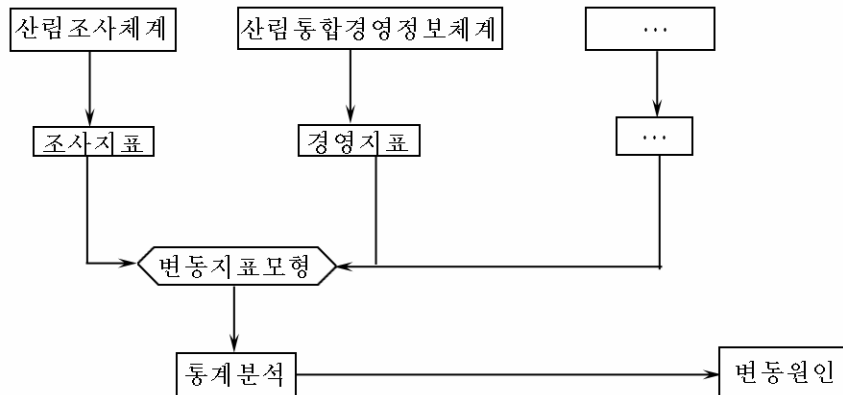 산림조사체계
산림통합경영정보체계
…
조사지표
경영지표
…
변동지표모형
통계분석
변동원인